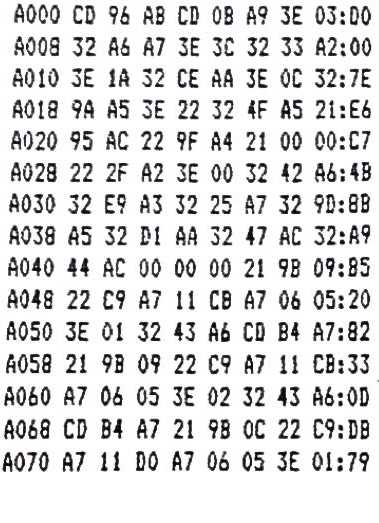 A000 CD 96 AB CD 0B A9 3E 03:D0
A008 32 A6 A7 3E 3C 32 33 A2:00
A010 3E 1A 32 CE AA 3E 0C 32:7E
A018 9A A5 3E 22 32 4F A5 21:E6
A020 95 AC 22 9F A4 21 00 00:C7
A028 22 2F A2 3E 00 32 42 A6:4B
A030 32 E9 A3 32 25 A7 32 9D:8B
A038 A5 32 D1 AA 32 47 AC 32:A9
A040 44 AC 00 00 00 21 9B 09:B5
A048 22 C9 A7 11 CB A7 06 05:20
A050 3E 01 32 43 A6 CD B4 A7:82
A058 21 9B 09 22 C9 A7 11 CB:33
A060 A7 06 05 3E 02 32 43 A6:0D
A068 CD B4 A7 21 9B 0C 22 C9:DB
A070 A7 11 D0 A7 06 05 3E 01:79